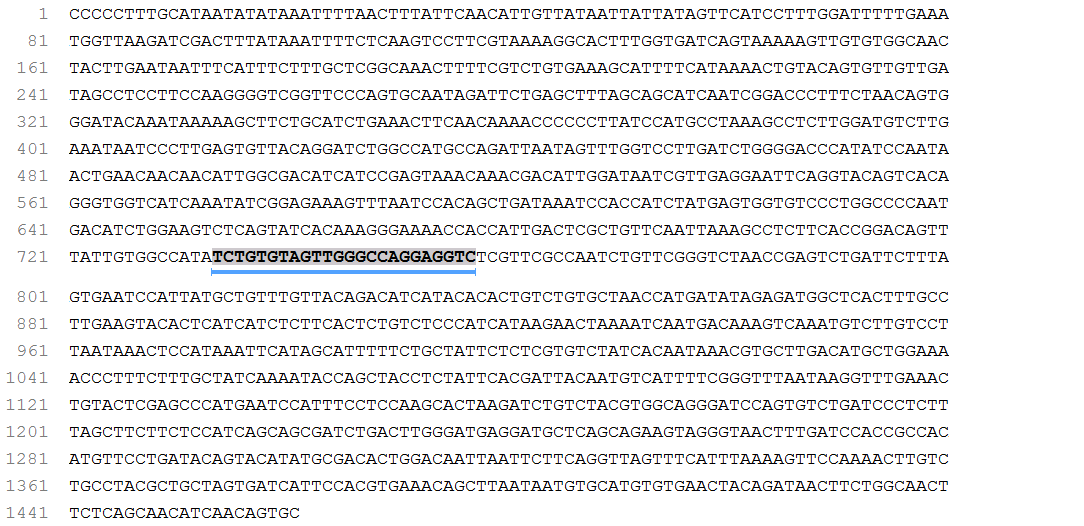 1 CCCCCTTTGCATAATATATAAATTTTAACTTTATTCAACATTGTTATAATTATTATAGTTCATCCTTTGGATTTTTGAAA
81 TGGTTAAGATCGACTTTATAAATTTTCTCAAGTCCTTCGTAAAAGGCACTTTGGTGATCAGTAAAAAGTTGTGTGGCAAC
161 TACTTGAATAATTTCATTTCTTTGCTCGGCAAACTTTTCGTCTGTGAAAGCATTTTCATAAAACTGTACAGTGTTGTTGA
241 TAGCCTCCTTCCAAGGGGTCGGTTCCCAGTGCAATAGATTCTGAGCTTTAGCAGCATCAATCGGACCCTTTCTAACAGTG
321 GGATACAAATAAAAAGCTTCTGCATCTGAAACTTCAACAAAACCCCCCTTATCCATGCCTAAAGCCTCTTGGATGTCTTG
401 AAATAATCCCTTGAGTGTTACAGGATCTGGCCATGCCAGATTAATAGTTTGGTCCTTGATCTGGGGACCCATATCCAATA
481 ACTGAACAACAACATTGGCGACATCATCCGAGTAAACAAACGACATTGGATAATCGTTGAGGAATTCAGGTACAGTCACA
561 GGGTGGTCATCAAATATCGGAGAAAGTTTAATCCACAGCTGATAAATCCACCATCTATGAGTGGTGTCCCTGGCCCCAAT
641 GACATCTGGAAGTCTCAGTATCACAAAGGGAAAACCACCATTGACTCGCTGTTCAATTAAAGCCTCTTCACCGGACAGTT
721 TATTGTGGCCATATCTGTGTAGTTGGGCCAGGAGGTCTCGTTCGCCAATCTGTTCGGGTCTAACCGAGTCTGATTCTTTA
801 GTGAATCCATTATGCTGTTTGTTACAGACATCATACACACTGTCTGTGCTAACCATGATATAGAGATGGCTCACTTTGCC
881 TTGAAGTACACTCATCATCTCTTCACTCTGTCTCCCATCATAAGAACTAAAATCAATGACAAAGTCAAATGTCTTGTCCT
961 TAATAAACTCCATAAATTCATAGCATTTTTCTGCTATTCTCTCGTGTCTATCACAATAAACGTGCTTGACATGCTGGAAA
1041 ACCCTTTCTTTGCTATCAAAATACCAGCTACCTCTATTCACGATTACAATGTCATTTTCGGGTTTAATAAGGTTTGAAAC
1121 TGTACTCGAGCCCATGAATCCATTTCCTCCAAGCACTAAGATCTGTCTACGTGGCAGGGATCCAGTGTCTGATCCCTCTT
1201 TAGCTTCTTCTCCATCAGCAGCGATCTGACTTGGGATGAGGATGCTCAGCAGAAGTAGGGTAACTTTGATCCACCGCCAC
1281 ATGTTCCTGATACAGTACATATGCGACACTGGACAATTAATTCTTCAGGTTAGTTTCATTTAAAAGTTCCAAAACTTGTC
1361 TGCCTACGCTGCTAGTGATCATTCCACGTGAAACAGCTTAATAATGTGCATGTGTGAACTACAGATAACTTCTGGCAACT
1441 TCTCAGCAACATCAACAGTGC